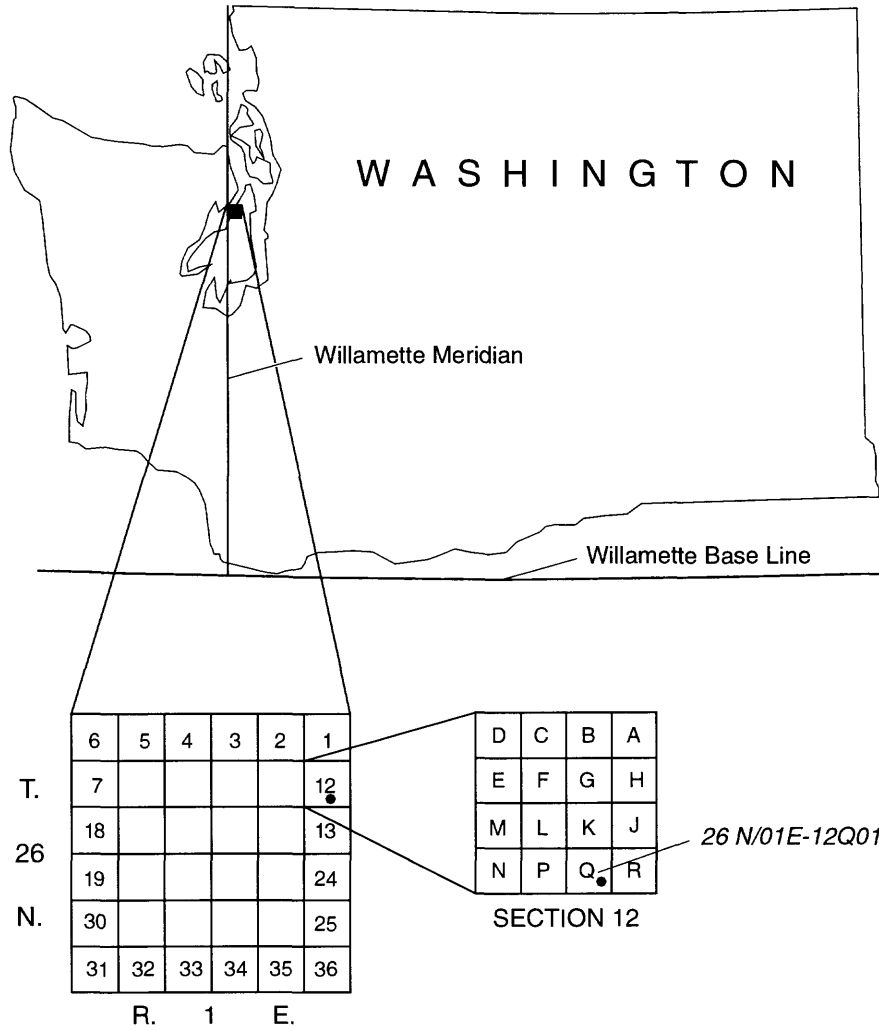 WASHINGTON
Willamette Meridian
Willamette Base Line
6 5 4 3 2 1
D C B A
T.
7 12
E F G H
18 13
M L K J
26 N/01E-12Q01
26
19 24
N P Q R
N.
30 25
SECTION 12
31 32 33 34 35 36
R. 1 E.